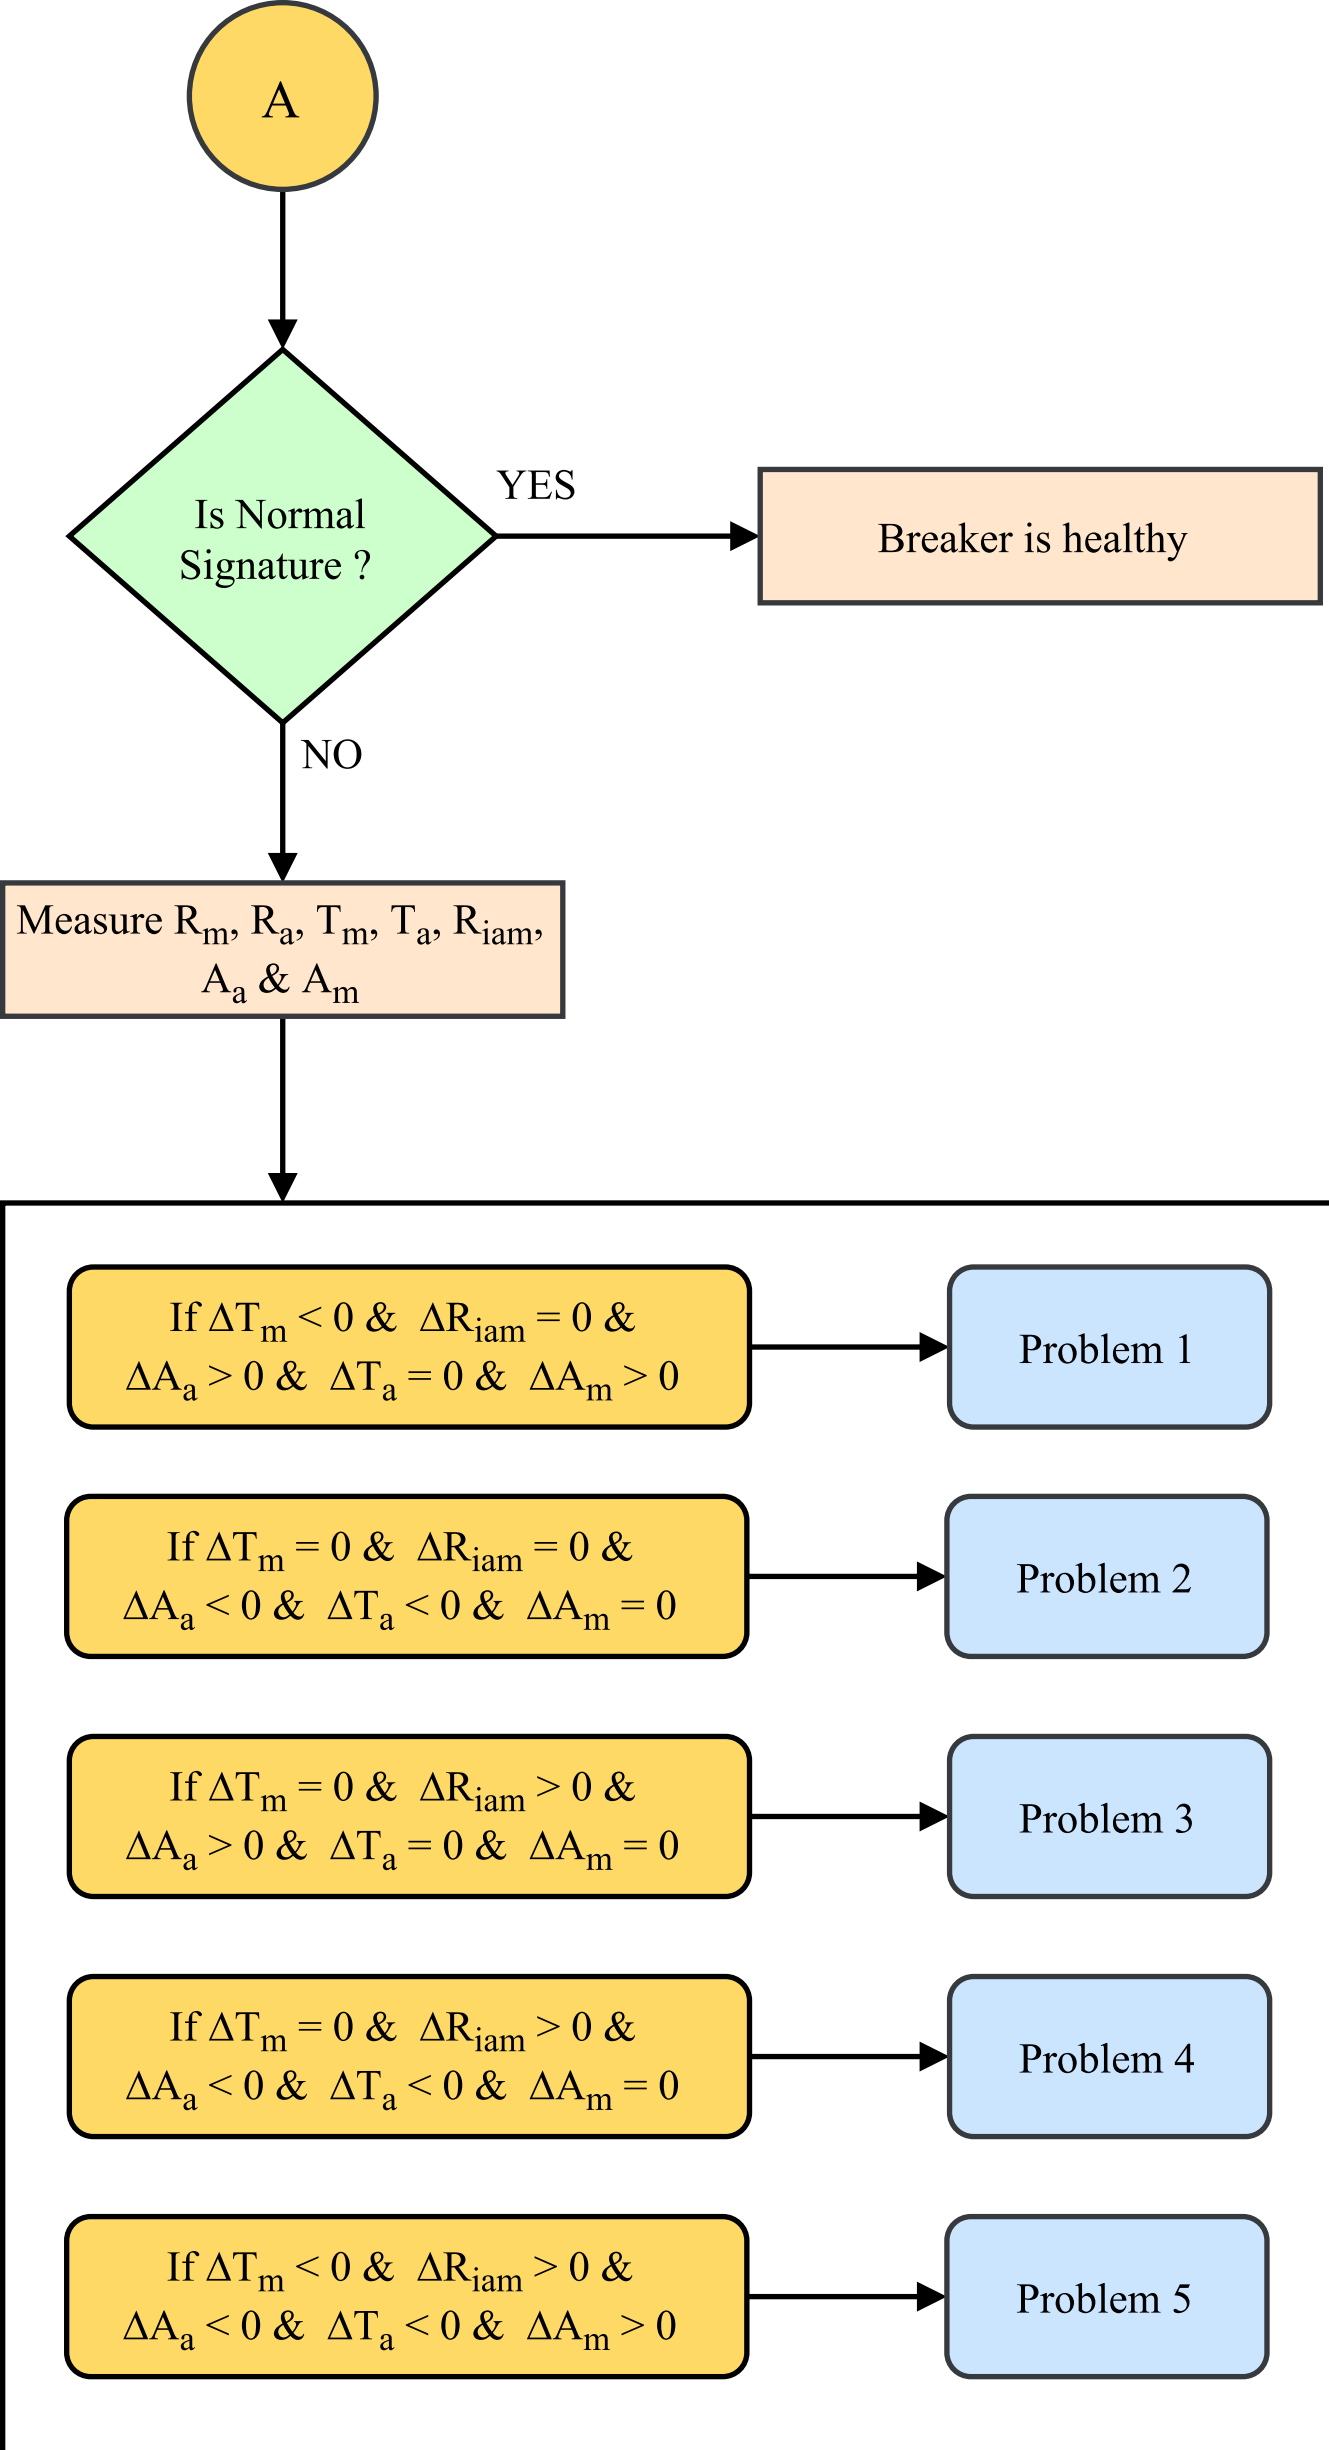 A
Is Normal
Signature ?
YES
Breaker is healthy
NO
Measure Rm, Ra, Tm, Ta, Riam,
Aa & Am
If ΔTm < 0 & ΔRiam = 0 &
ΔAa > 0 & ΔTa = 0 & ΔAm > 0
Problem 1
If ΔTm = 0 & ΔRiam = 0 &
ΔAa < 0 & ΔTa < 0 & ΔAm = 0
Problem 2
If ΔTm = 0 & ΔRiam > 0 &
ΔAa > 0 & ΔTa = 0 & ΔAm = 0
Problem 3
If ΔTm = 0 & ΔRiam > 0 &
ΔAa < 0 & ΔTa < 0 & ΔAm = 0
Problem 4
If ΔTm < 0 & ΔRiam > 0 &
ΔAa < 0 & ΔTa < 0 & ΔAm > 0
Problem 5